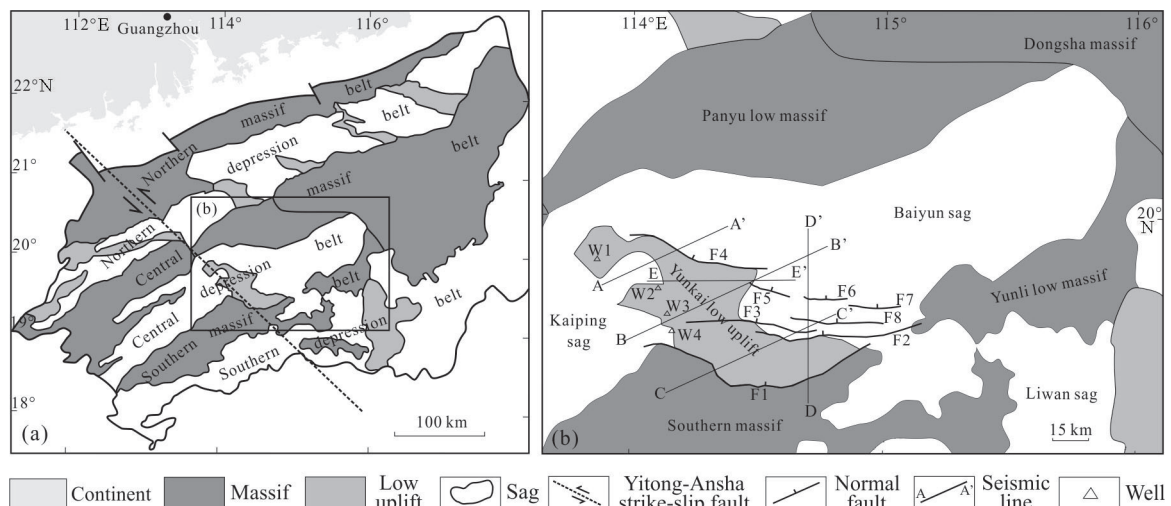 112°E
114°
116°
Guangzhou
22°N
21°
20°
19°
18°
Northern massif belt
Northern depression belt
Central massif belt
Central depression belt
Southern massif belt
Southern depression belt
(b)
(a)
100 km
114°E
115°
116°
20°
N
Dongsha massif
Panyu low massif
Baiyun sag
Yunli low massif
Yunkai low uplift
Kaiping
sag
Liwan sag
Southern massif
W1
W2
W3
W4
A
A’
B
B’
C
C’
D
D’
E
E’
F1
F2
F3
F4
F5
F6
F7
F8
(b)
15 km
Continent
Massif
Low
uplift
Sag
Yitong-Ansha
strike-slip fault
Normal
fault
A
A’
Seismic
line
Well